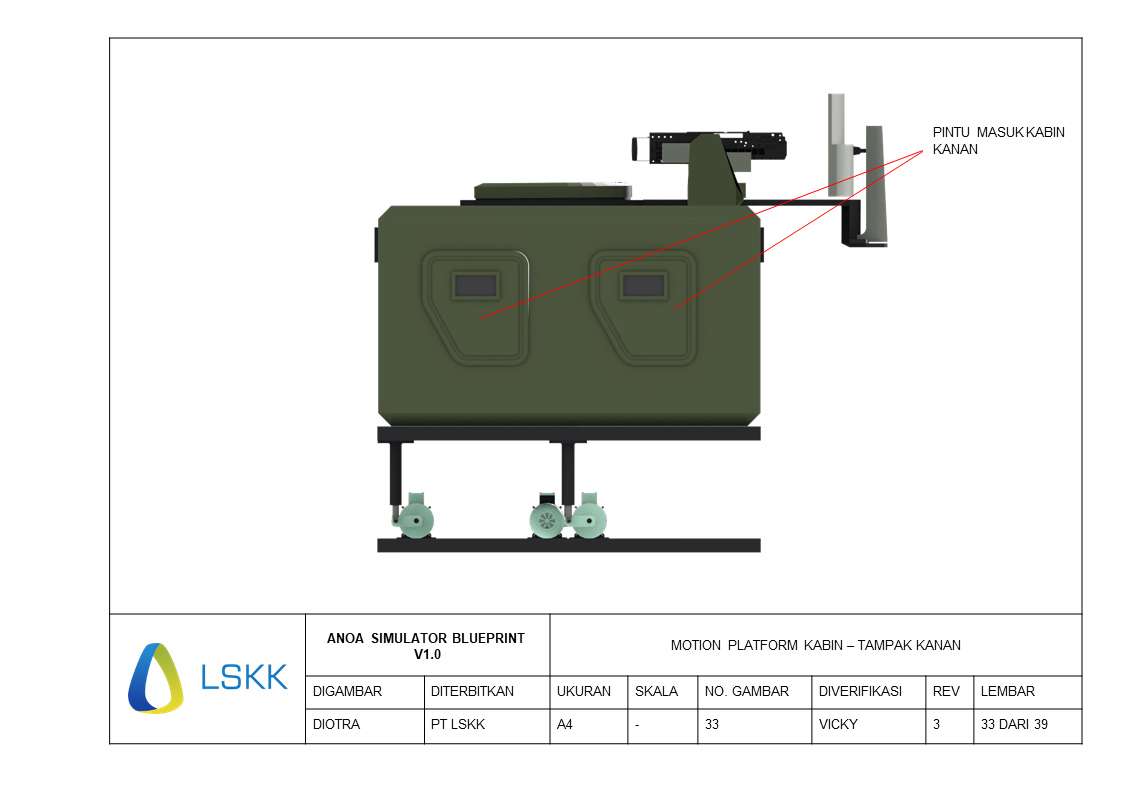 PINTU MASUK KABIN
KANAN
LSKK
ANOA SIMULATOR BLUEPRINT
V1.0
MOTION PLATFORM KABIN – TAMPAK KANAN
DIGAMBAR DITERBITKAN UKURAN SKALA NO. GAMBAR DIVERIFIKASI REV LEMBAR
DIOTRA PT LSKK A4 - 33 VICKY 3 33 DARI 39